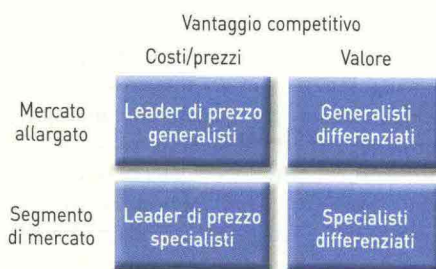 Vantaggio competitivo
Costi/prezzi
Valore
Mercato
allargato
Leader di prezzo
generalisti
Generalisti
differenziati
Segmento
di mercato
Leader di prezzo
specialisti
Specialisti
differenziati